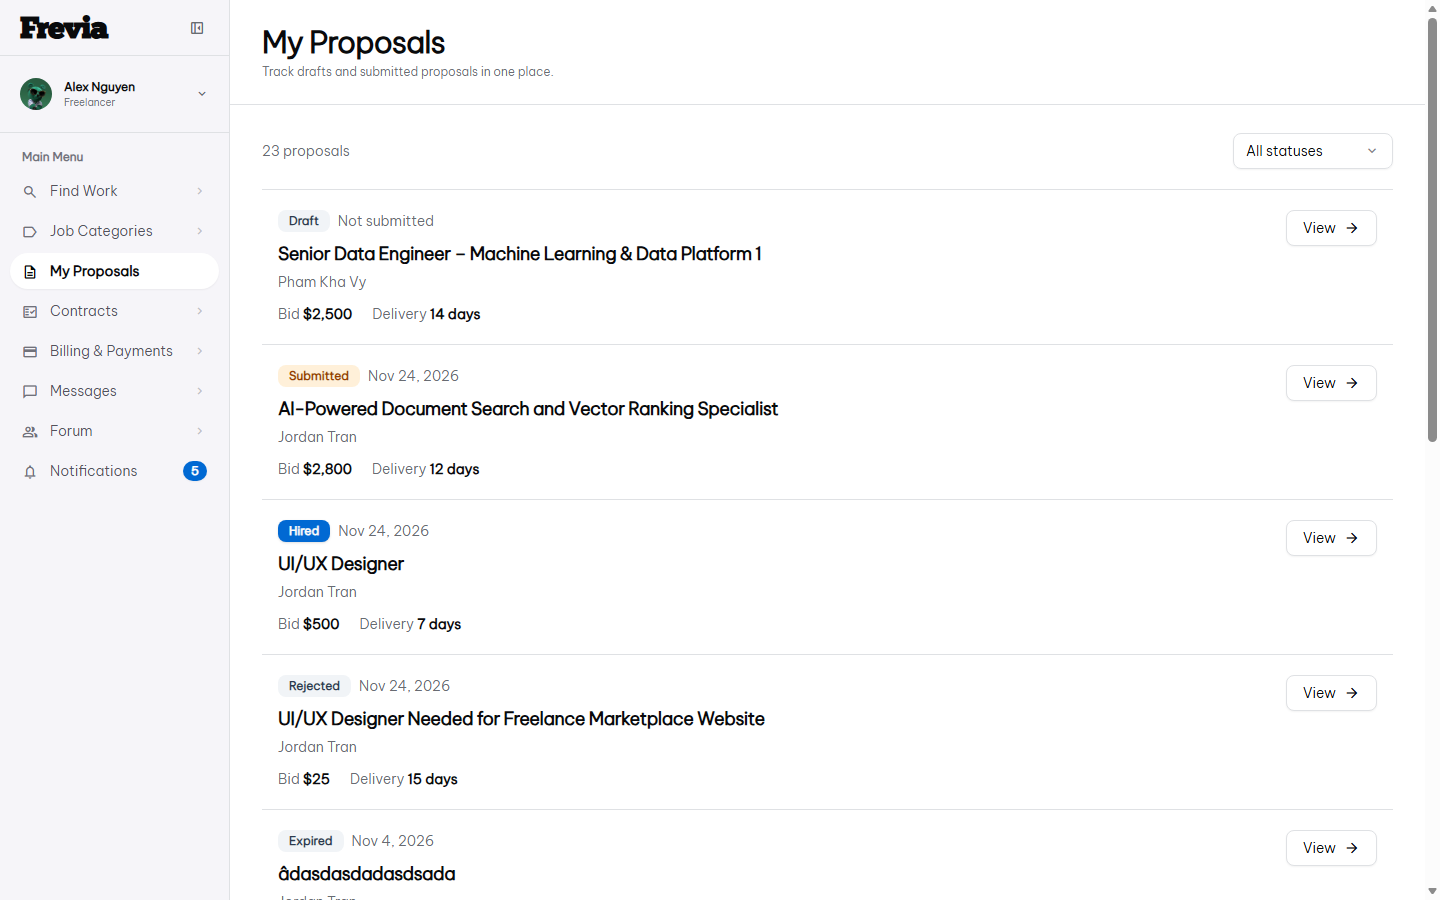 Frevia
Alex Nguyen
Freelancer
Main Menu
Find Work
Job Categories
My Proposals
Contracts
Billing & Payments
Messages
Forum
Notifications 5
My Proposals
Track drafts and submitted proposals in one place.
23 proposals
All statuses
Draft Not submitted
View
Senior Data Engineer – Machine Learning & Data Platform 1
Pham Kha Vy
Bid $2,500 Delivery 14 days
Submitted Nov 24, 2026
View
AI-Powered Document Search and Vector Ranking Specialist
Jordan Tran
Bid $2,800 Delivery 12 days
Hired Nov 24, 2026
View
UI/UX Designer
Jordan Tran
Bid $500 Delivery 7 days
Rejected Nov 24, 2026
View
UI/UX Designer Needed for Freelance Marketplace Website
Jordan Tran
Bid $25 Delivery 15 days
Expired Nov 4, 2026
View
âdasdasdadasdsada
Jordan Tran